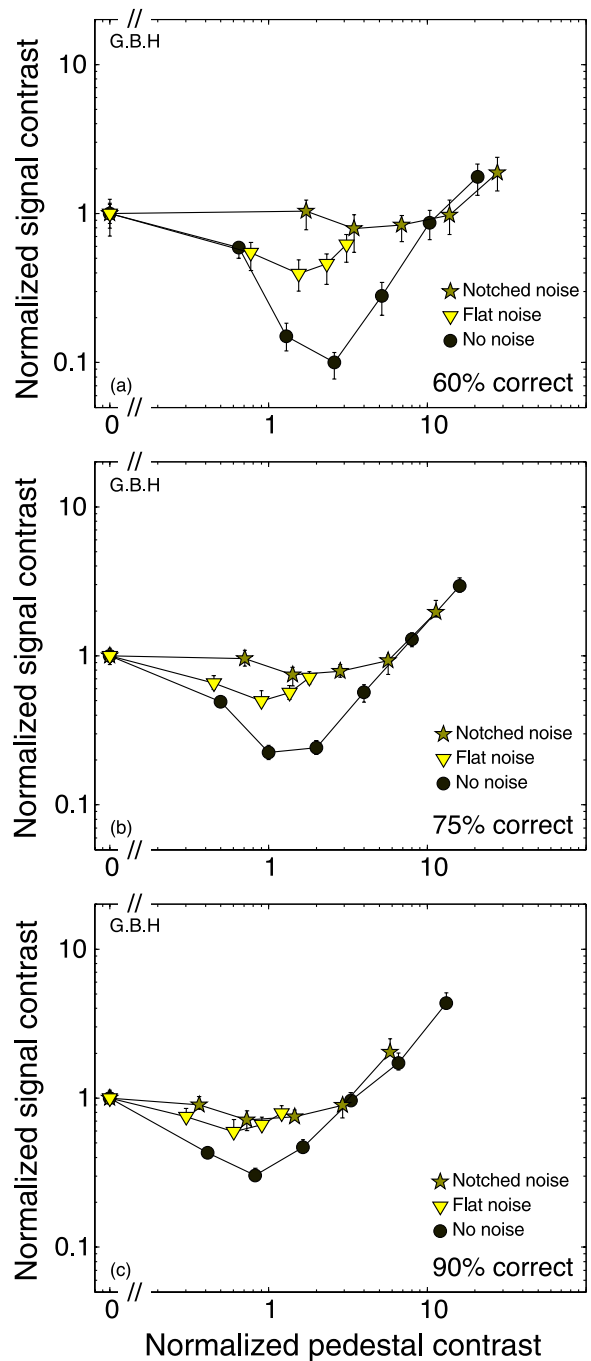 //
G.B.H
10
1
0.1
Normalized signal contrast
Notched noise
Flat noise
No noise
(a)
60% correct
//
0
1
10
//
G.B.H
10
1
0.1
Normalized signal contrast
Notched noise
Flat noise
No noise
(b)
75% correct
//
0
1
10
//
G.B.H
10
1
0.1
Normalized signal contrast
Notched noise
Flat noise
No noise
(c)
90% correct
//
0
1
10
Normalized pedestal contrast